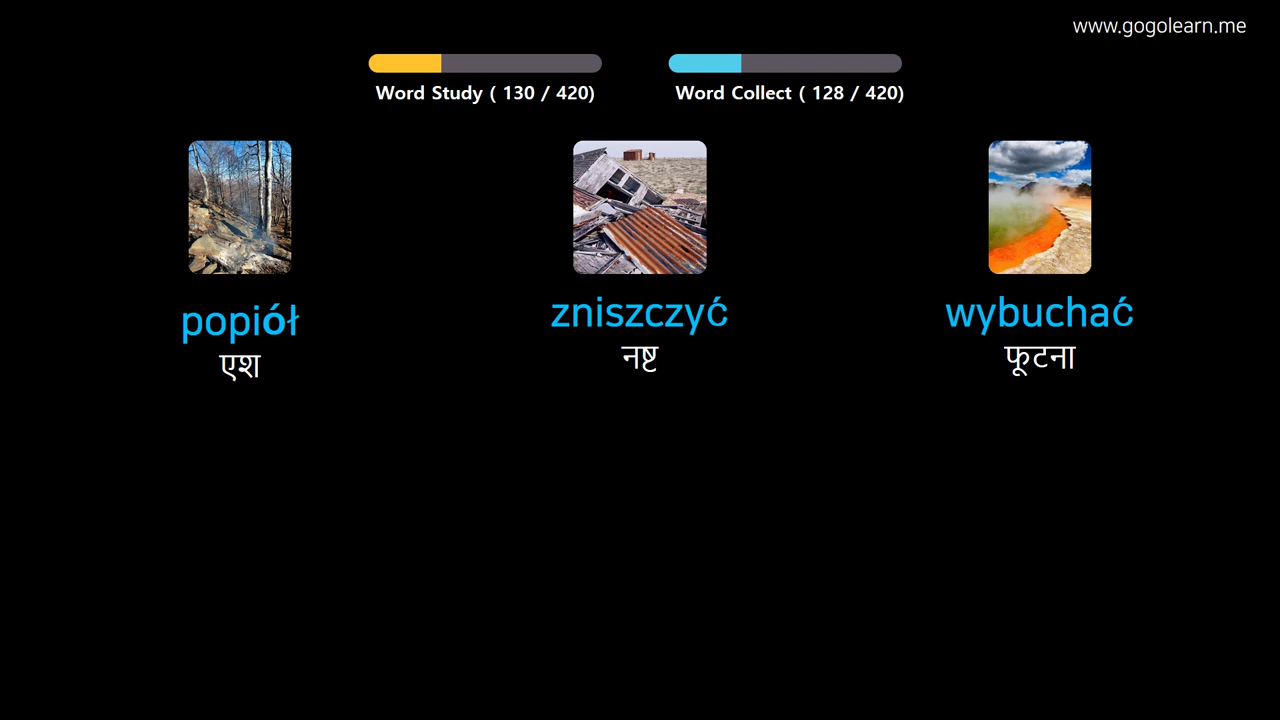 www.gogolearn.me
Word Study ( 130 / 420)
Word Collect ( 128 / 420)
popiół
एश
zniszczyć
नष्ट
wybuchać
फूटना